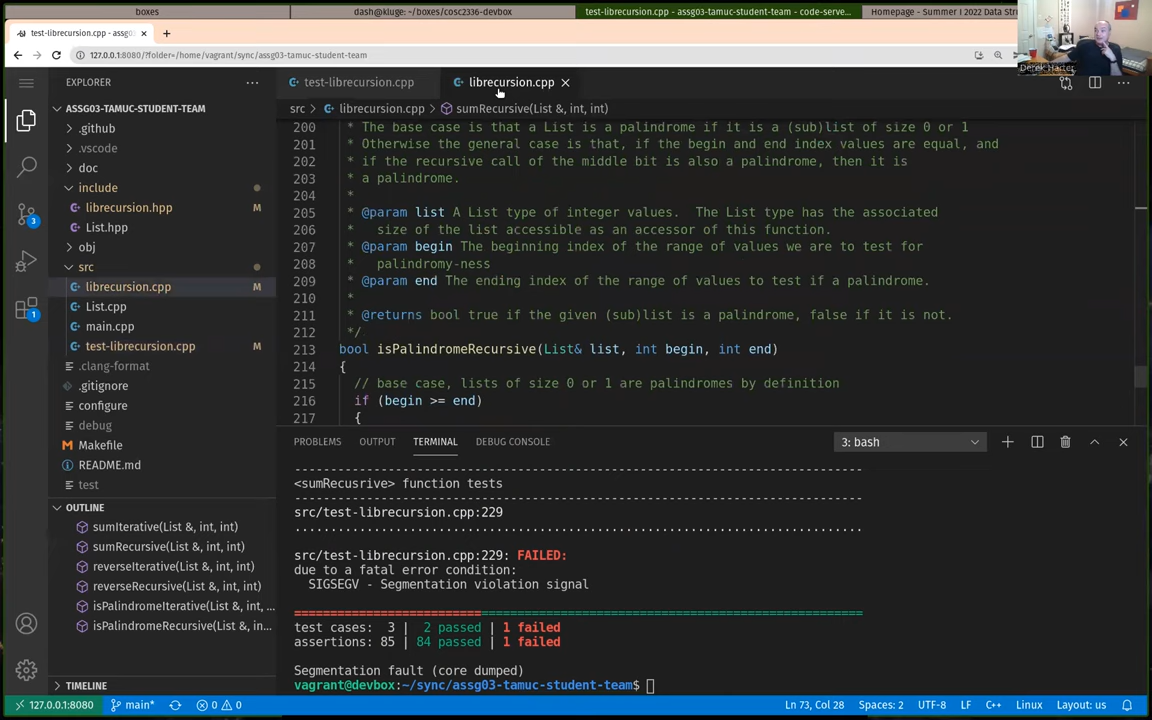 boxes
dash@kluge: ~/boxes/cosc2336-devbox
test-librecursion.cpp - assg03-tamuc-student-team - code-serve...
Homepage - Summer I 2022 Data Str
test-librecursion.cpp - assg0
127.0.0.1:8080/?folder=/home/vagrant/sync/assg03-tamuc-student-team
Derek Harter
EXPLORER
ASSG03-TAMUC-STUDENT-TEAM
.github
.vscode
doc
include
librecursion.hpp M
List.hpp
obj
src
librecursion.cpp M
List.cpp
main.cpp
test-librecursion.cpp M
.clang-format
.gitignore
configure
debug
Makefile
README.md
test
OUTLINE
sumIterative(List &, int, int)
sumRecursive(List &, int, int)
reverseIterative(List &, int, int)
reverseRecursive(List &, int, int)
isPalindromeIterative(List &, int, ...
isPalindromeRecursive(List &, in...
TIMELINE
3
1
test-librecursion.cpp
librecursion.cpp
src > librecursion.cpp > sumRecursive(List &, int, int)
200 * The base case is that a List is a palindrome if it is a (sub)list of size 0 or 1
201 * Otherwise the general case is that, if the begin and end index values are equal, and
202 * if the recursive call of the middle bit is also a palindrome, then it is
203 * a palindrome.
204 *
205 * @param list A List type of integer values.  The List type has the associated
206 *   size of the list accessible as an accessor of this function.
207 * @param begin The beginning index of the range of values we are to test for
208 *   palindromy-ness
209 * @param end The ending index of the range of values to test if a palindrome.
210 *
211 * @returns bool true if the given (sub)list is a palindrome, false if it is not.
212 */
213 bool isPalindromeRecursive(List& list, int begin, int end)
214 {
215   // base case, lists of size 0 or 1 are palindromes by definition
216   if (begin >= end)
217   {
PROBLEMS OUTPUT TERMINAL DEBUG CONSOLE
3: bash
-------------------------------------------------------------------------------
<sumRecusrive> function tests
-------------------------------------------------------------------------------
src/test-librecursion.cpp:229
...............................................................................
src/test-librecursion.cpp:229: FAILED:
due to a fatal error condition:
  SIGSEGV - Segmentation violation signal
===============================================================================
test cases:  3 |  2 passed | 1 failed
assertions: 85 | 84 passed | 1 failed
Segmentation fault (core dumped)
vagrant@devbox:~/sync/assg03-tamuc-student-team$
127.0.0.1:8080
main*
0 0
Ln 73, Col 28
Spaces: 2
UTF-8
LF
C++
Linux
Layout: us